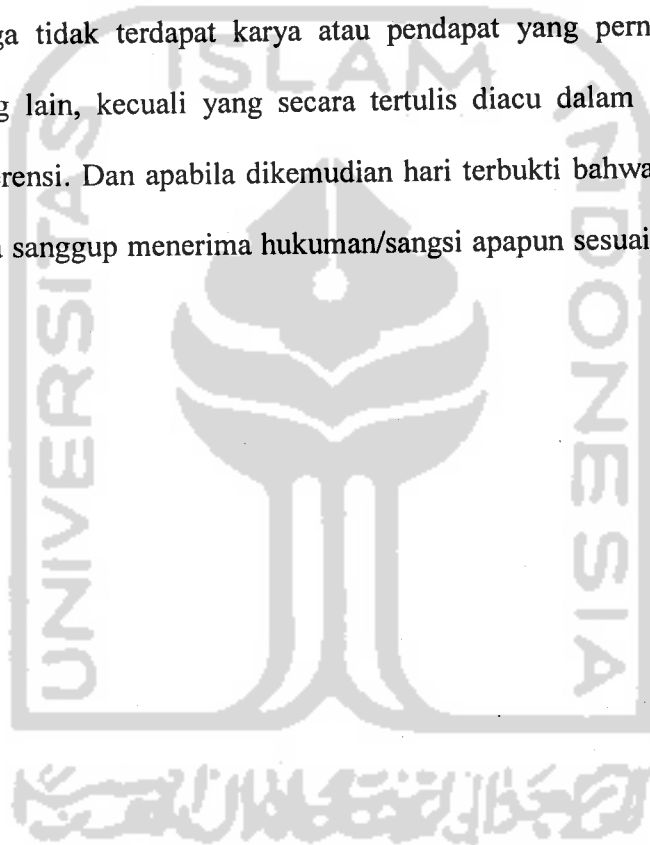 ga tidak terdapat karya atau pendapat yang pern
g lain, kecuali yang secara tertulis diacu dalam
erensi. Dan apabila dikemudian hari terbukti bahwa
sanggup menerima hukuman/sangsi apapun sesuai
UNIVERSITAS
ISLAM
INDONESIA